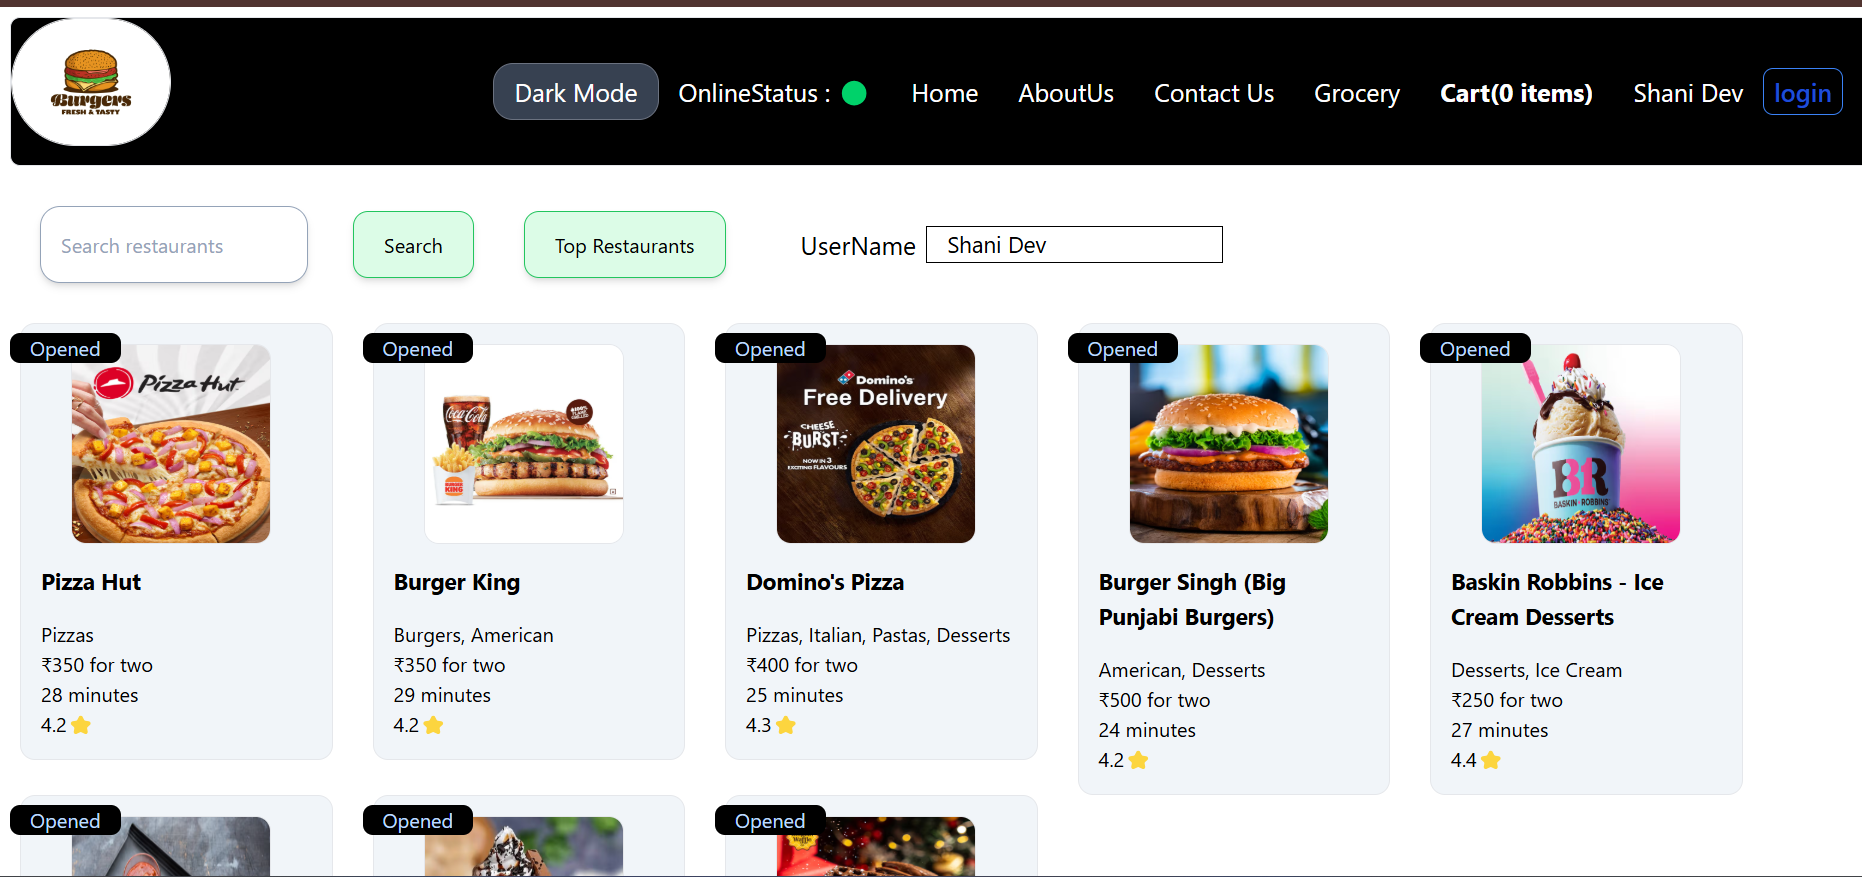 Burgers
FRESH & TASTY
Dark Mode
OnlineStatus :
Home
AboutUs
Contact Us
Grocery
Cart(0 items)
Shani Dev
login
Search restaurants
Search
Top Restaurants
UserName
Shani Dev
Opened
Pizza Hut
Pizza Hut
Pizzas
₹350 for two
28 minutes
4.2
Opened
Coca-Cola
BURGER
KING
Burger King
Burgers, American
₹350 for two
29 minutes
4.2
Opened
Domino's
Free Delivery
CHEESE
BURST
NOW IN 3
EXCITING FLAVOURS
Domino's Pizza
Pizzas, Italian, Pastas, Desserts
₹400 for two
25 minutes
4.3
Opened
Burger Singh (Big
Punjabi Burgers)
American, Desserts
₹500 for two
24 minutes
4.2
Opened
BR
BASKIN ROBBINS
Baskin Robbins - Ice
Cream Desserts
Desserts, Ice Cream
₹250 for two
27 minutes
4.4
Opened
Opened
Opened